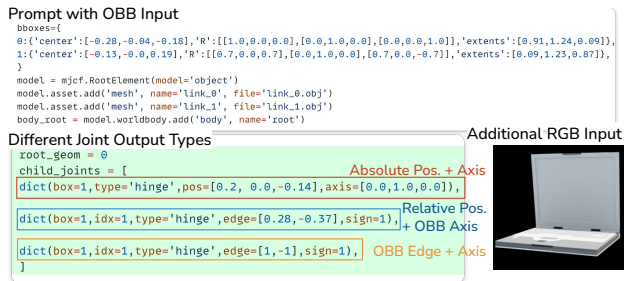 Prompt with OBB Input
bboxes={
0:{'center':[-0.28,-0.04,-0.18],'R':[[1.0,0.0,0.0],[0.0,1.0,0.0],[0.0,0.0,1.0]],'extents':[0.91,1.24,0.09]},
1:{'center':[-0.13,-0.0,0.19],'R':[[0.7,0.0,0.7],[0.0,1.0,0.0],[0.7,0.0,-0.7]],'extents':[0.09,1.23,0.87]},
}
model = mjcf.RootElement(model='object')
model.asset.add('mesh', name='link_0', file='link_0.obj')
model.asset.add('mesh', name='link_1', file='link_1.obj')
body_root = model.worldbody.add('body', name='root')
Different Joint Output Types
Additional RGB Input
root_geom = 0
child_joints = [
Absolute Pos. + Axis
dict(box=1,type='hinge',pos=[0.2, 0.0,-0.14],axis=[0.0,1.0,0.0]),
dict(box=1,idx=1,type='hinge',edge=[0.28,-0.37],sign=1),
Relative Pos.
+ OBB Axis
dict(box=1,idx=1,type='hinge',edge=[1,-1],sign=1),
OBB Edge + Axis
]